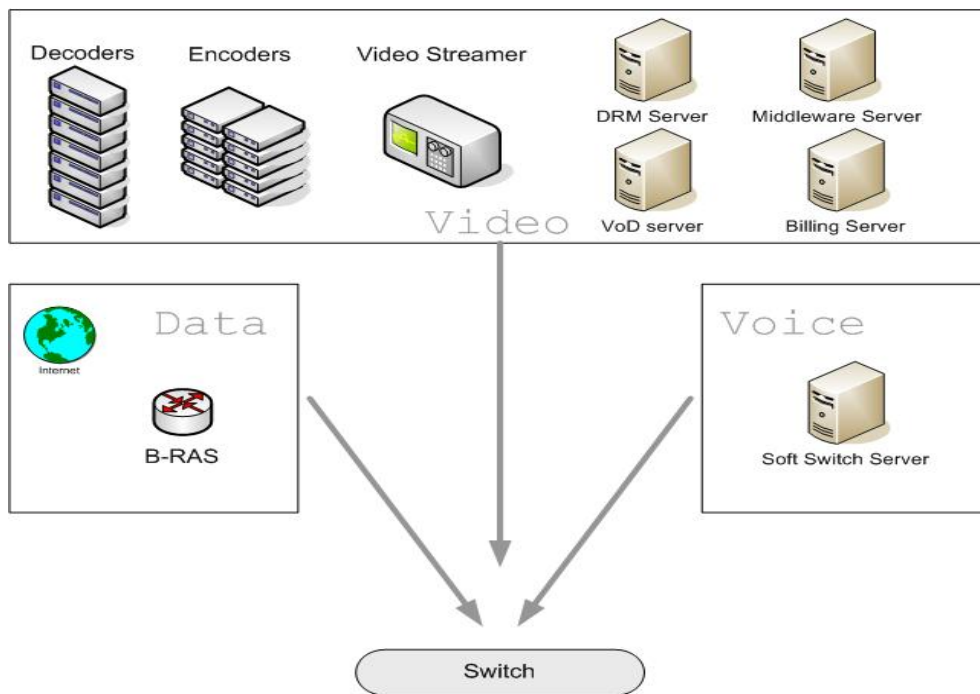 Decoders
Encoders
Video Streamer
DRM Server
Middleware Server
VoD server
Billing Server
Video
Data
Internet
B-RAS
Voice
Soft Switch Server
Switch